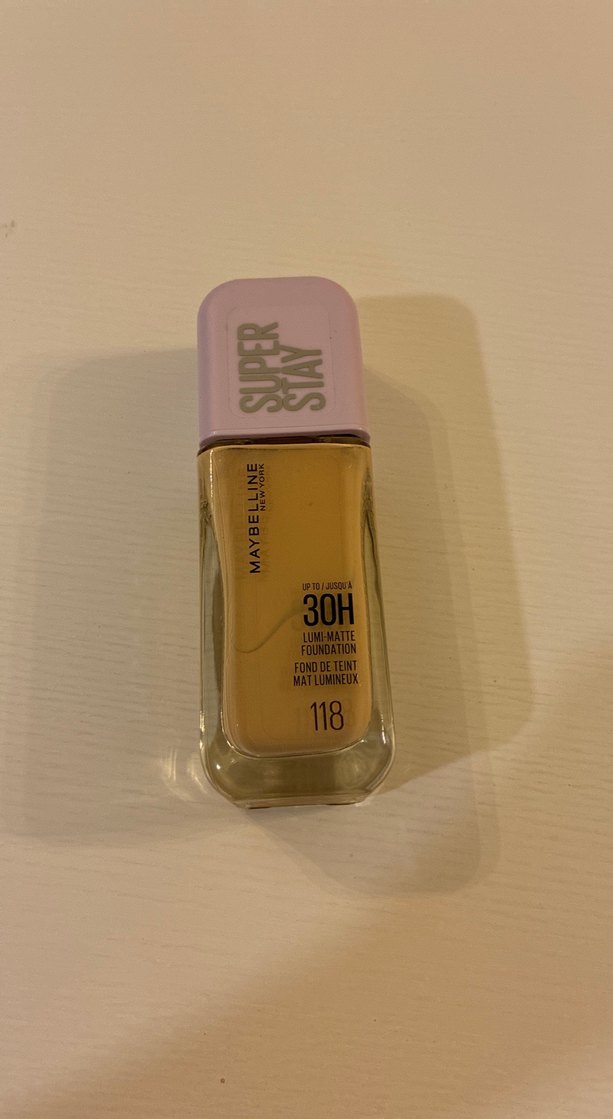 SUPER
STAY
MAYBELLINE
NEW YORK
UP TO / JUSQU'À
30H
LUMI-MATTE
FOUNDATION
FOND DE TEINT
MAT LUMINEUX
118